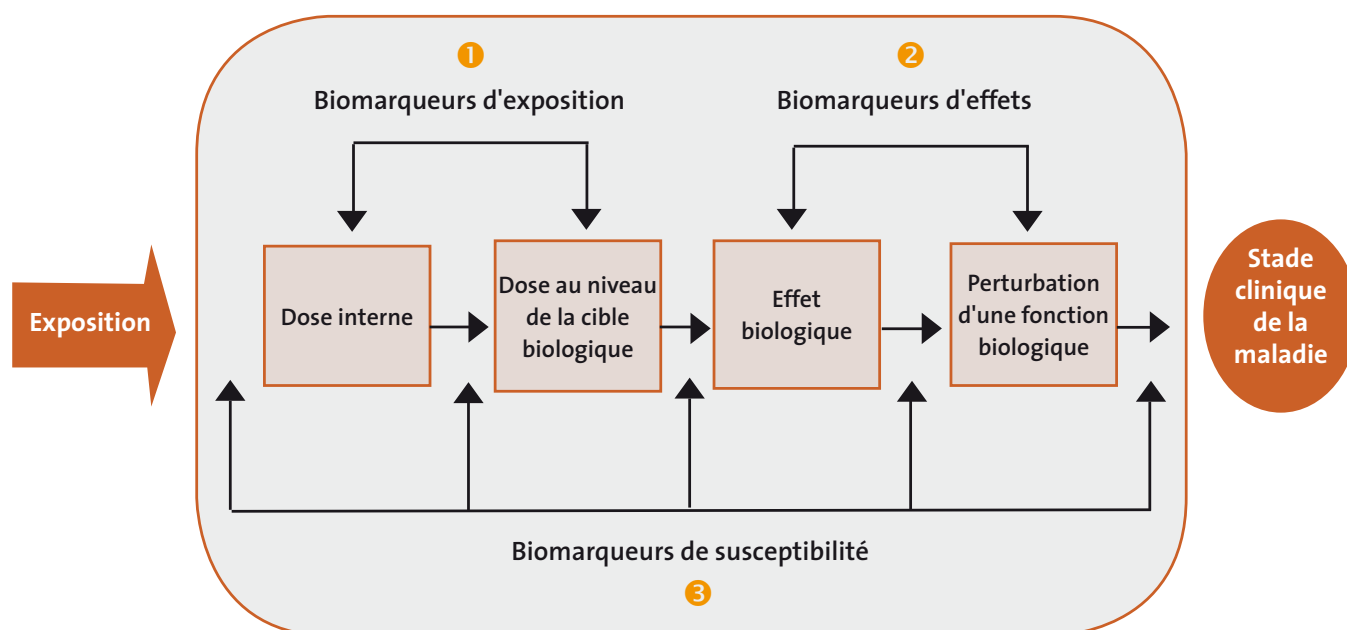 ❶
❷
Biomarqueurs d'exposition
Biomarqueurs d'effets
Exposition
Dose interne
Dose au niveau
de la cible
biologique
Effet
biologique
Perturbation
d'une fonction
biologique
Stade
clinique
de la
maladie
Biomarqueurs de susceptibilité
❸